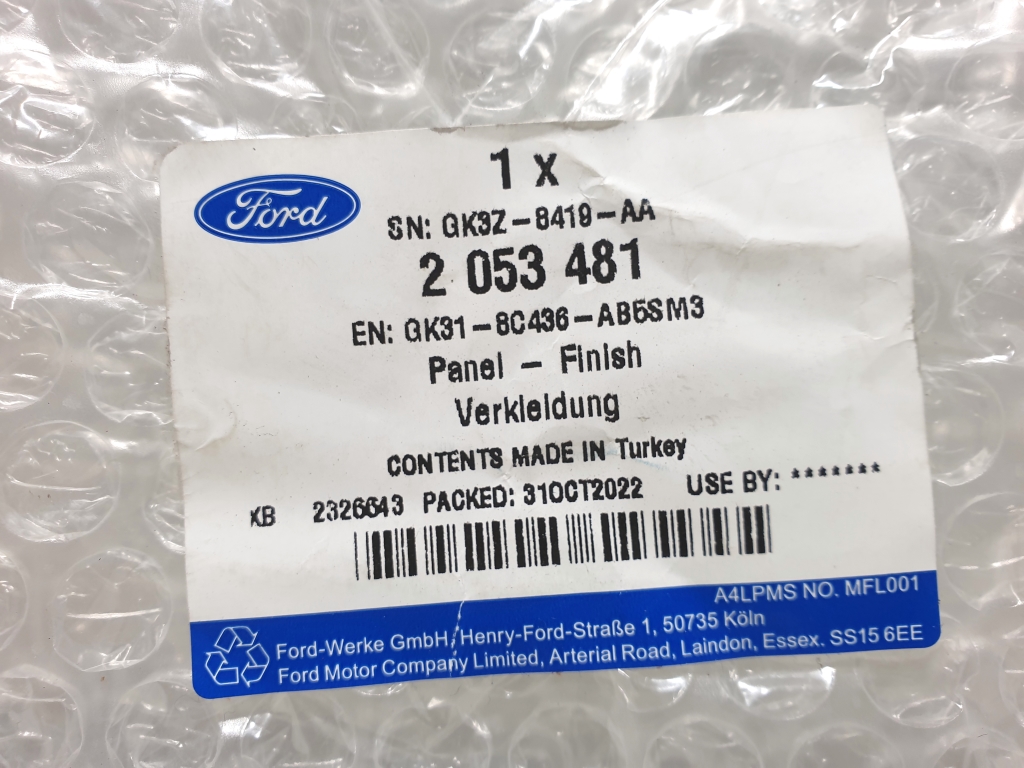 Ford
1 x
SN: GK3Z-8419-AA
2 053 481
EN: GK31-8C436-AB5SM3
Panel - Finish
Verkleidung
CONTENTS MADE IN Turkey
KB 2326643 PACKED: 31OCT2022 USE BY: *******
A4LPMS NO. MFL001
Ford-Werke GmbH, Henry-Ford-Straße 1, 50735 Köln
Ford Motor Company Limited, Arterial Road, Laindon, Essex. SS15 6EE